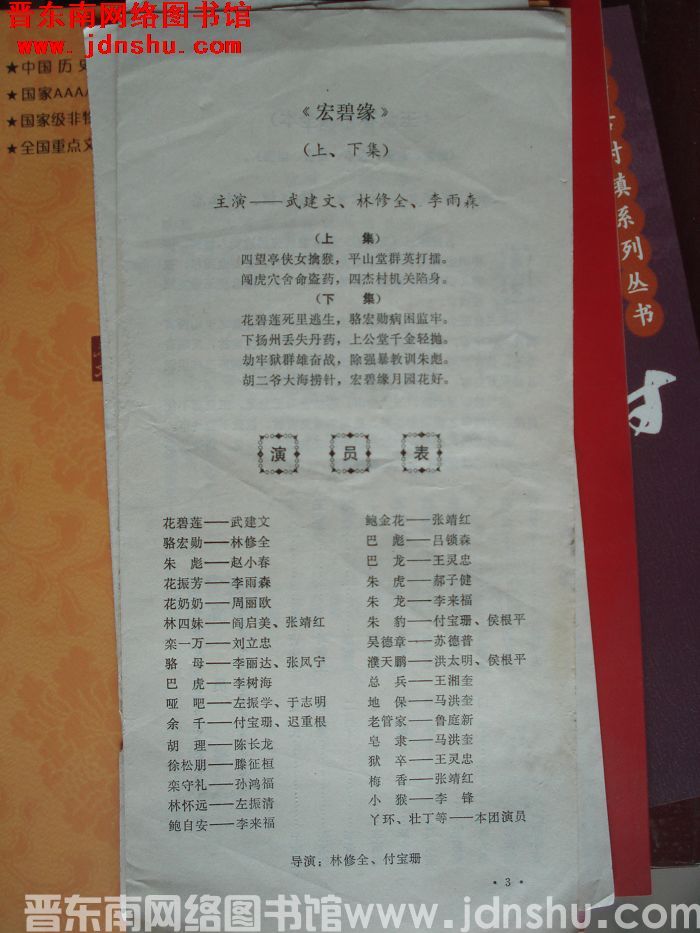 晋东南网络图书馆
www.jdnshu.com
★中国历史
★国家AAAA
★国家级非物
★全国重点文
村镇系列丛书
《宏碧缘》
（上、下集）
主演——武建文、林修全、李雨森
（上 集）
四望亭侠女擒猴，平山堂群英打擂。
闯虎穴舍命盗药，四杰村机关陷身。
（下 集）
花碧莲死里逃生，骆宏勋病困监牢。
下扬州丢失丹药，上公堂千金轻抛。
劫牢狱群雄奋战，除强暴教训朱彪。
胡二爷大海捞针，宏碧缘月园花好。
演 员 表
花碧莲——武建文
骆宏勋——林修全
朱 彪——赵小春
花振芳——李雨森
花奶奶——周丽欧
林四妹——阎启美、张靖红
栾一万——刘立忠
骆 母——李丽达、张凤宁
巴 虎——李树海
哑 吧——左振学、于志明
余 千——付宝珊、迟重根
胡 理——陈长龙
徐松朋——滕征桓
栾守礼——孙鸿福
林怀远——左振清
鲍自安——李来福
鲍金花——张靖红
巴 彪——吕锁森
巴 龙——王灵忠
朱 虎——郝子健
朱 龙——李来福
朱 豹——付宝珊、侯根平
吴德章——苏德普
濮天鹏——洪太明、侯根平
总 兵——王湘奎
地 保——马洪奎
老管家——鲁庭新
皂 隶——马洪奎
狱 卒——王灵忠
梅 香——张靖红
小 猴——李 锋
丫环、壮丁等——本团演员
导演：林修全、付宝珊
·3·
晋东南网络图书馆 www.jdnshu.com